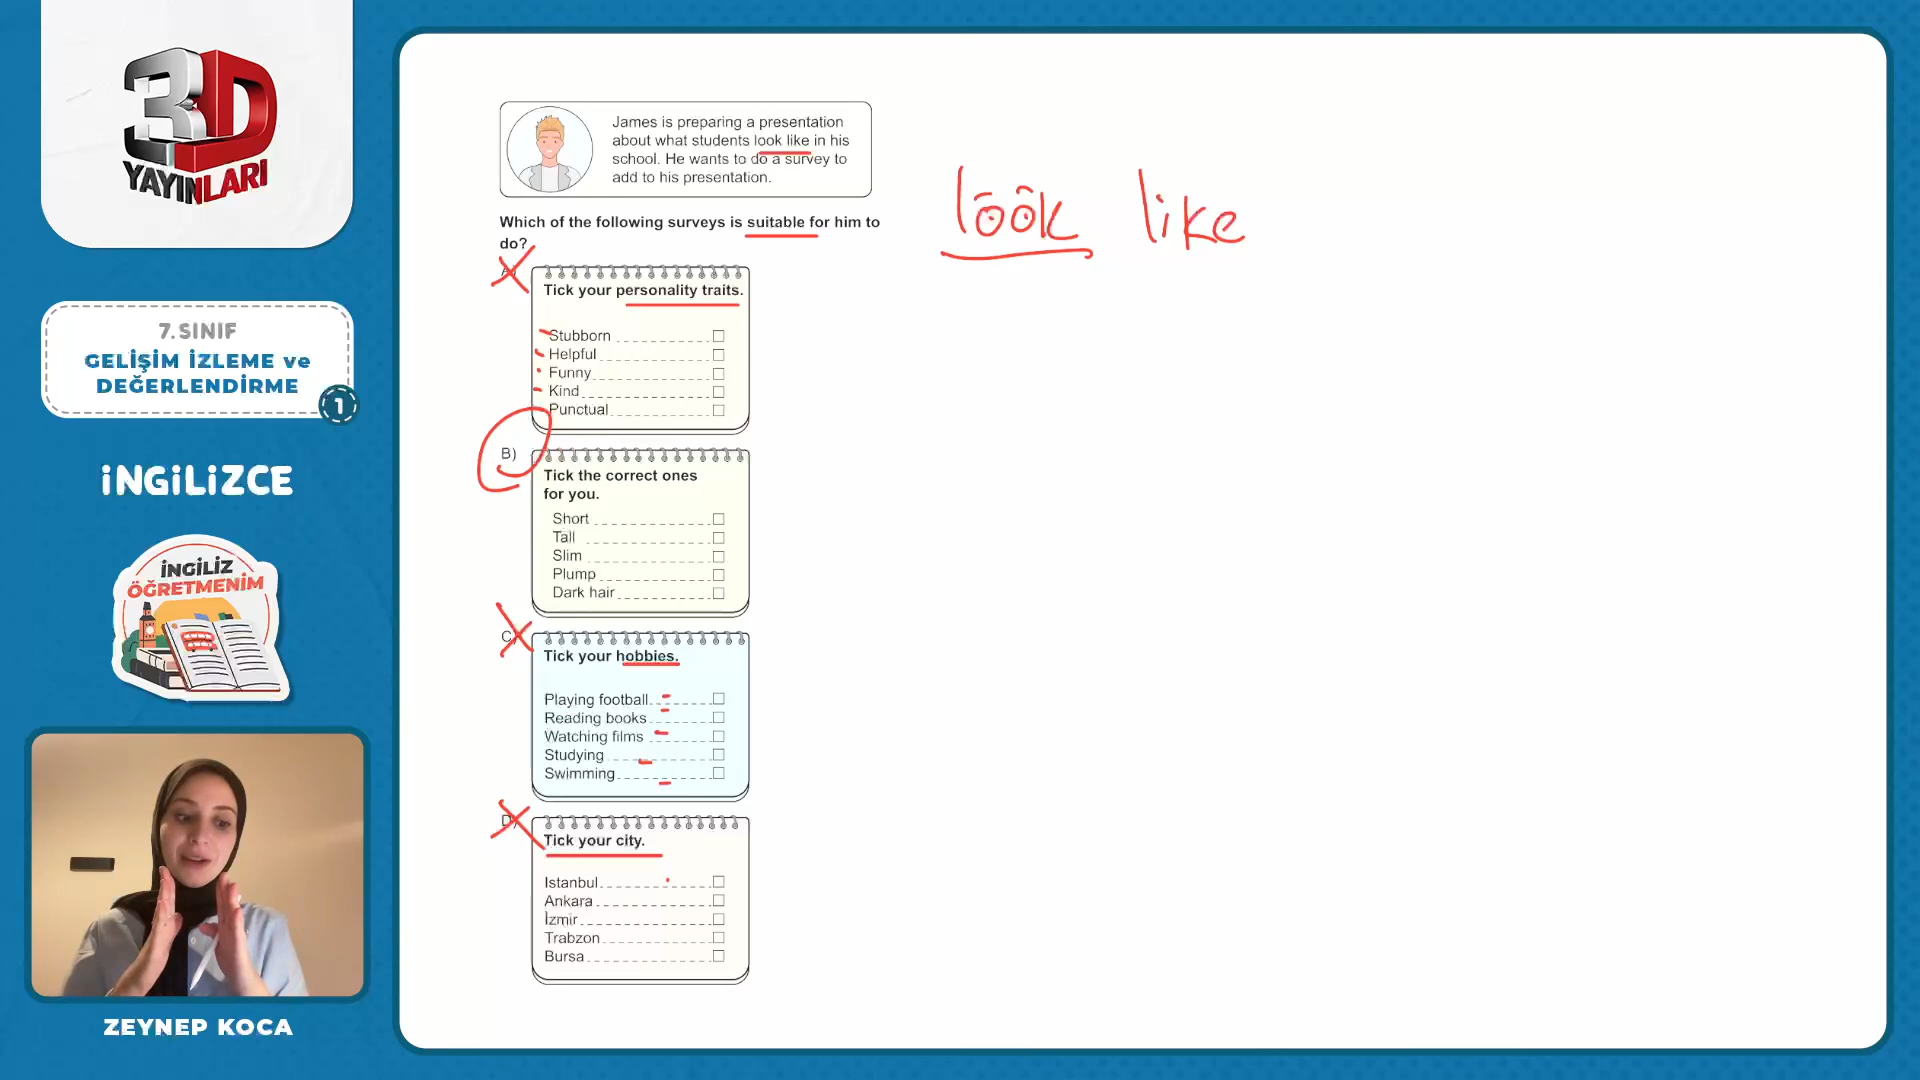 3D
YAYINLARI
7. SINIF
GELİŞİM İZLEME ve
DEĞERLENDİRME
1
İNGİLİZCE
İNGİLİZ
ÖĞRETMENİM
ZEYNEP KOCA
James is preparing a presentation
about what students look like in his
school. He wants to do a survey to
add to his presentation.
Which of the following surveys is suitable for him to
do?
A)
Tick your personality traits.
Stubborn
Helpful
Funny
Kind
Punctual
B)
Tick the correct ones
for you.
Short
Tall
Slim
Plump
Dark hair
C)
Tick your hobbies.
Playing football
Reading books
Watching films
Studying
Swimming
D)
Tick your city.
Istanbul
Ankara
İzmir
Trabzon
Bursa
look like